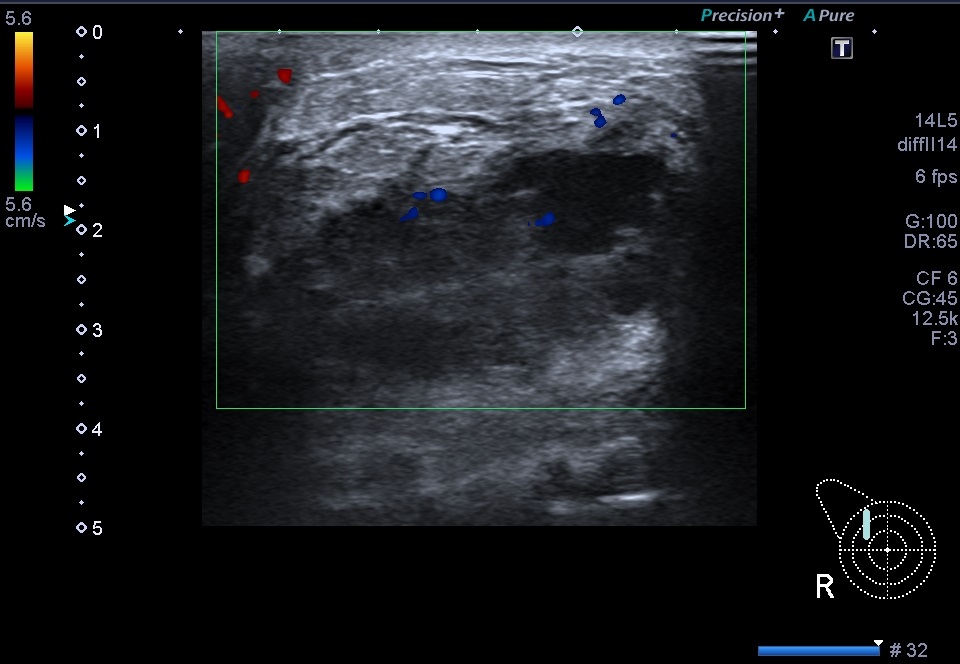 Precision+ A Pure
5.6
0
T
1
14L5
diffII14
6 fps
5.6
cm/s
2
G:100
DR:65
CF 6
CG:45
12.5k
F:3
3
4
5
R
# 32